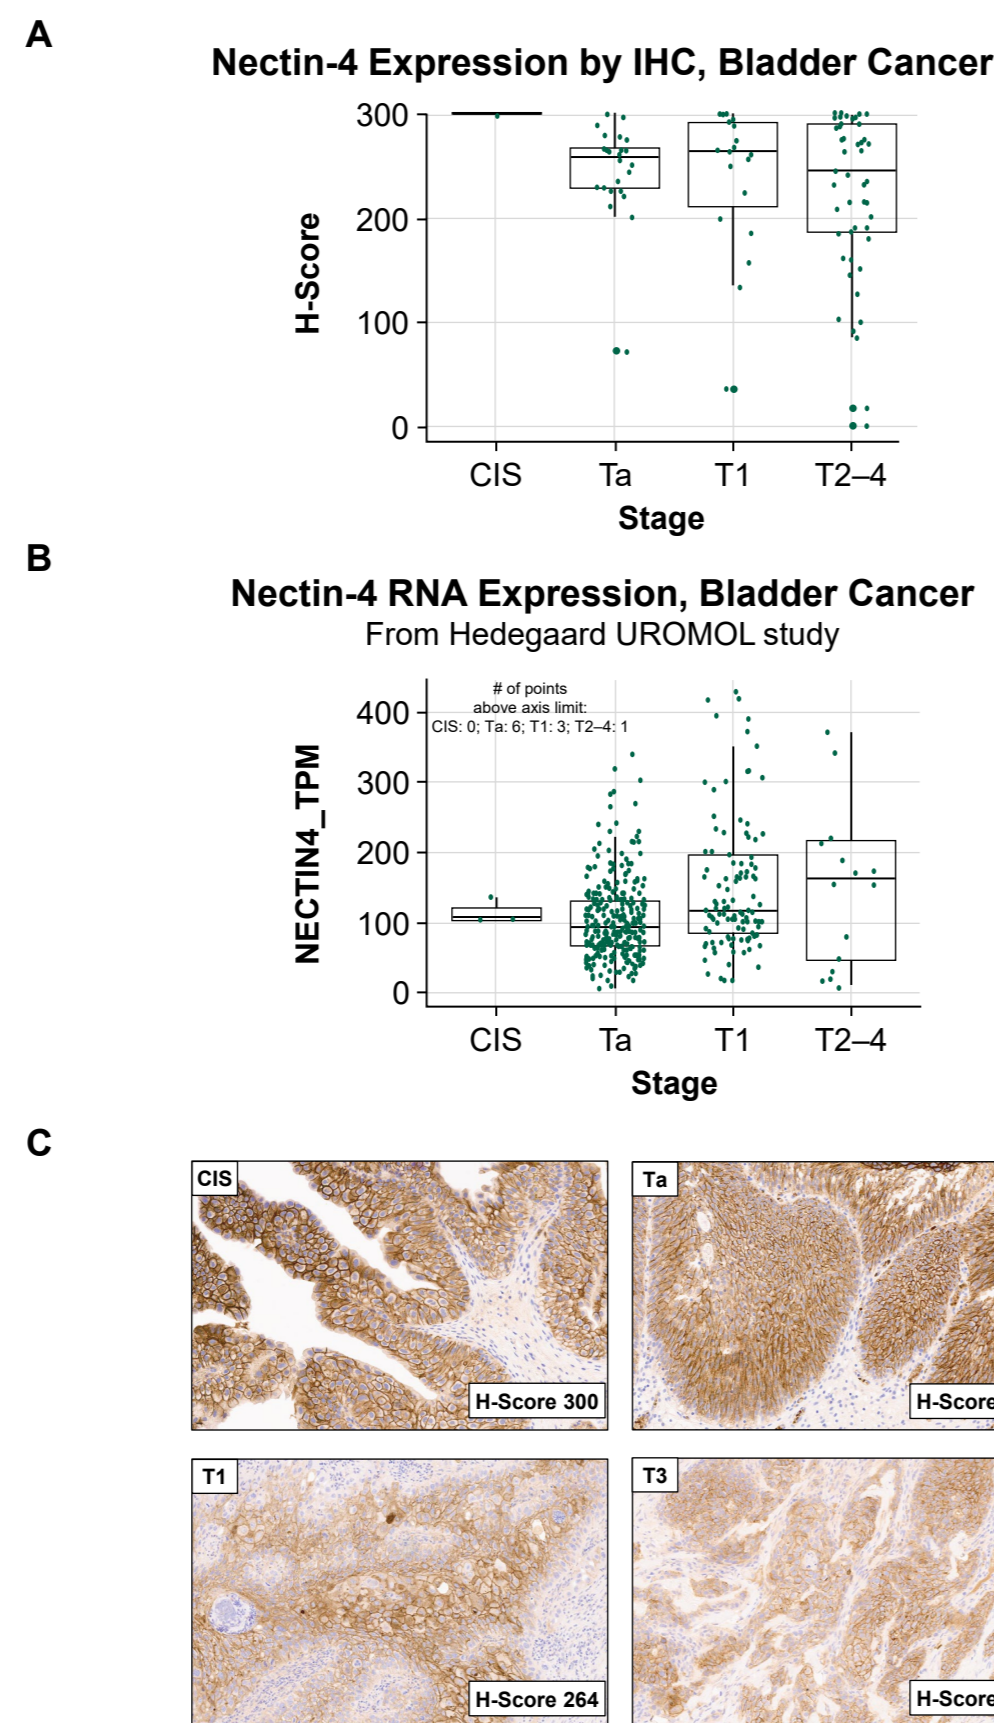 A
Nectin-4 Expression by IHC, Bladder Cancer
300
200
100
0
H-Score
CIS
Ta
T1
T2–4
Stage
B
Nectin-4 RNA Expression, Bladder Cancer
From Hedegaard UROMOL study
# of points
above axis limit:
CIS: 0; Ta: 6; T1: 3; T2–4: 1
400
300
200
100
0
NECTIN4_TPM
CIS
Ta
T1
T2–4
Stage
C
CIS
H-Score 300
Ta
H-Score
T1
H-Score 264
T3
H-Score